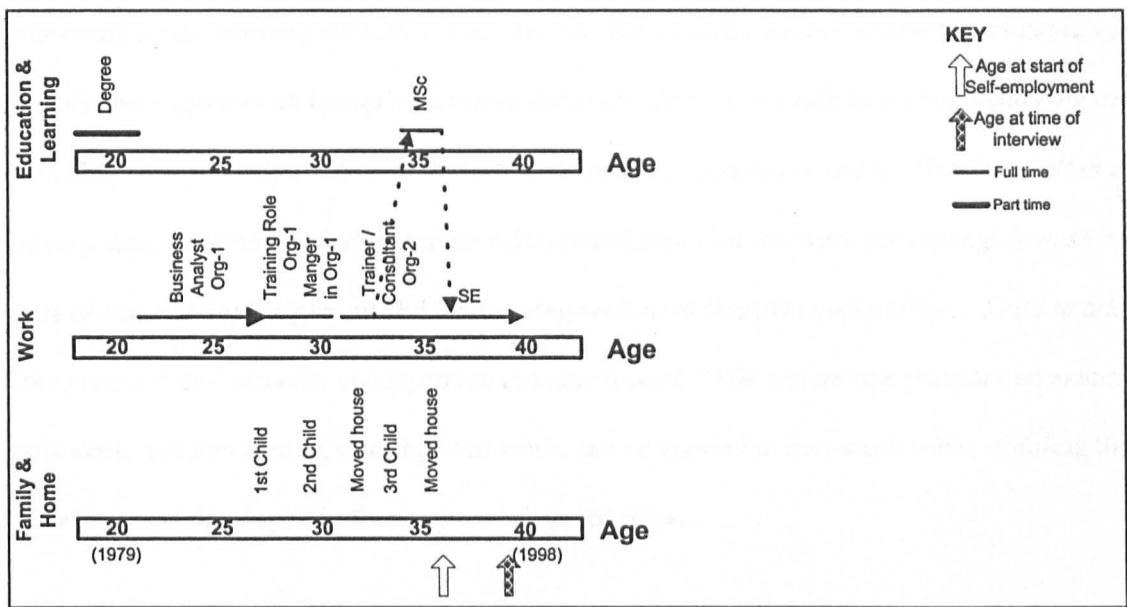 KEY
Age at start of
Self-employment
Age at time of
interview
Full time
Part time
Education &
Learning
Degree
MSc
20 25 30 35 40 Age
Work
Business
Analyst
Org-1
Training Role
Org-1
Manger
in Org-1
Trainer /
Consultant
Org-2
SE
20 25 30 35 40 Age
Family &
Home
1st Child
2nd Child
Moved house
3rd Child
Moved house
20 25 30 35 40 Age
(1979) (1998)